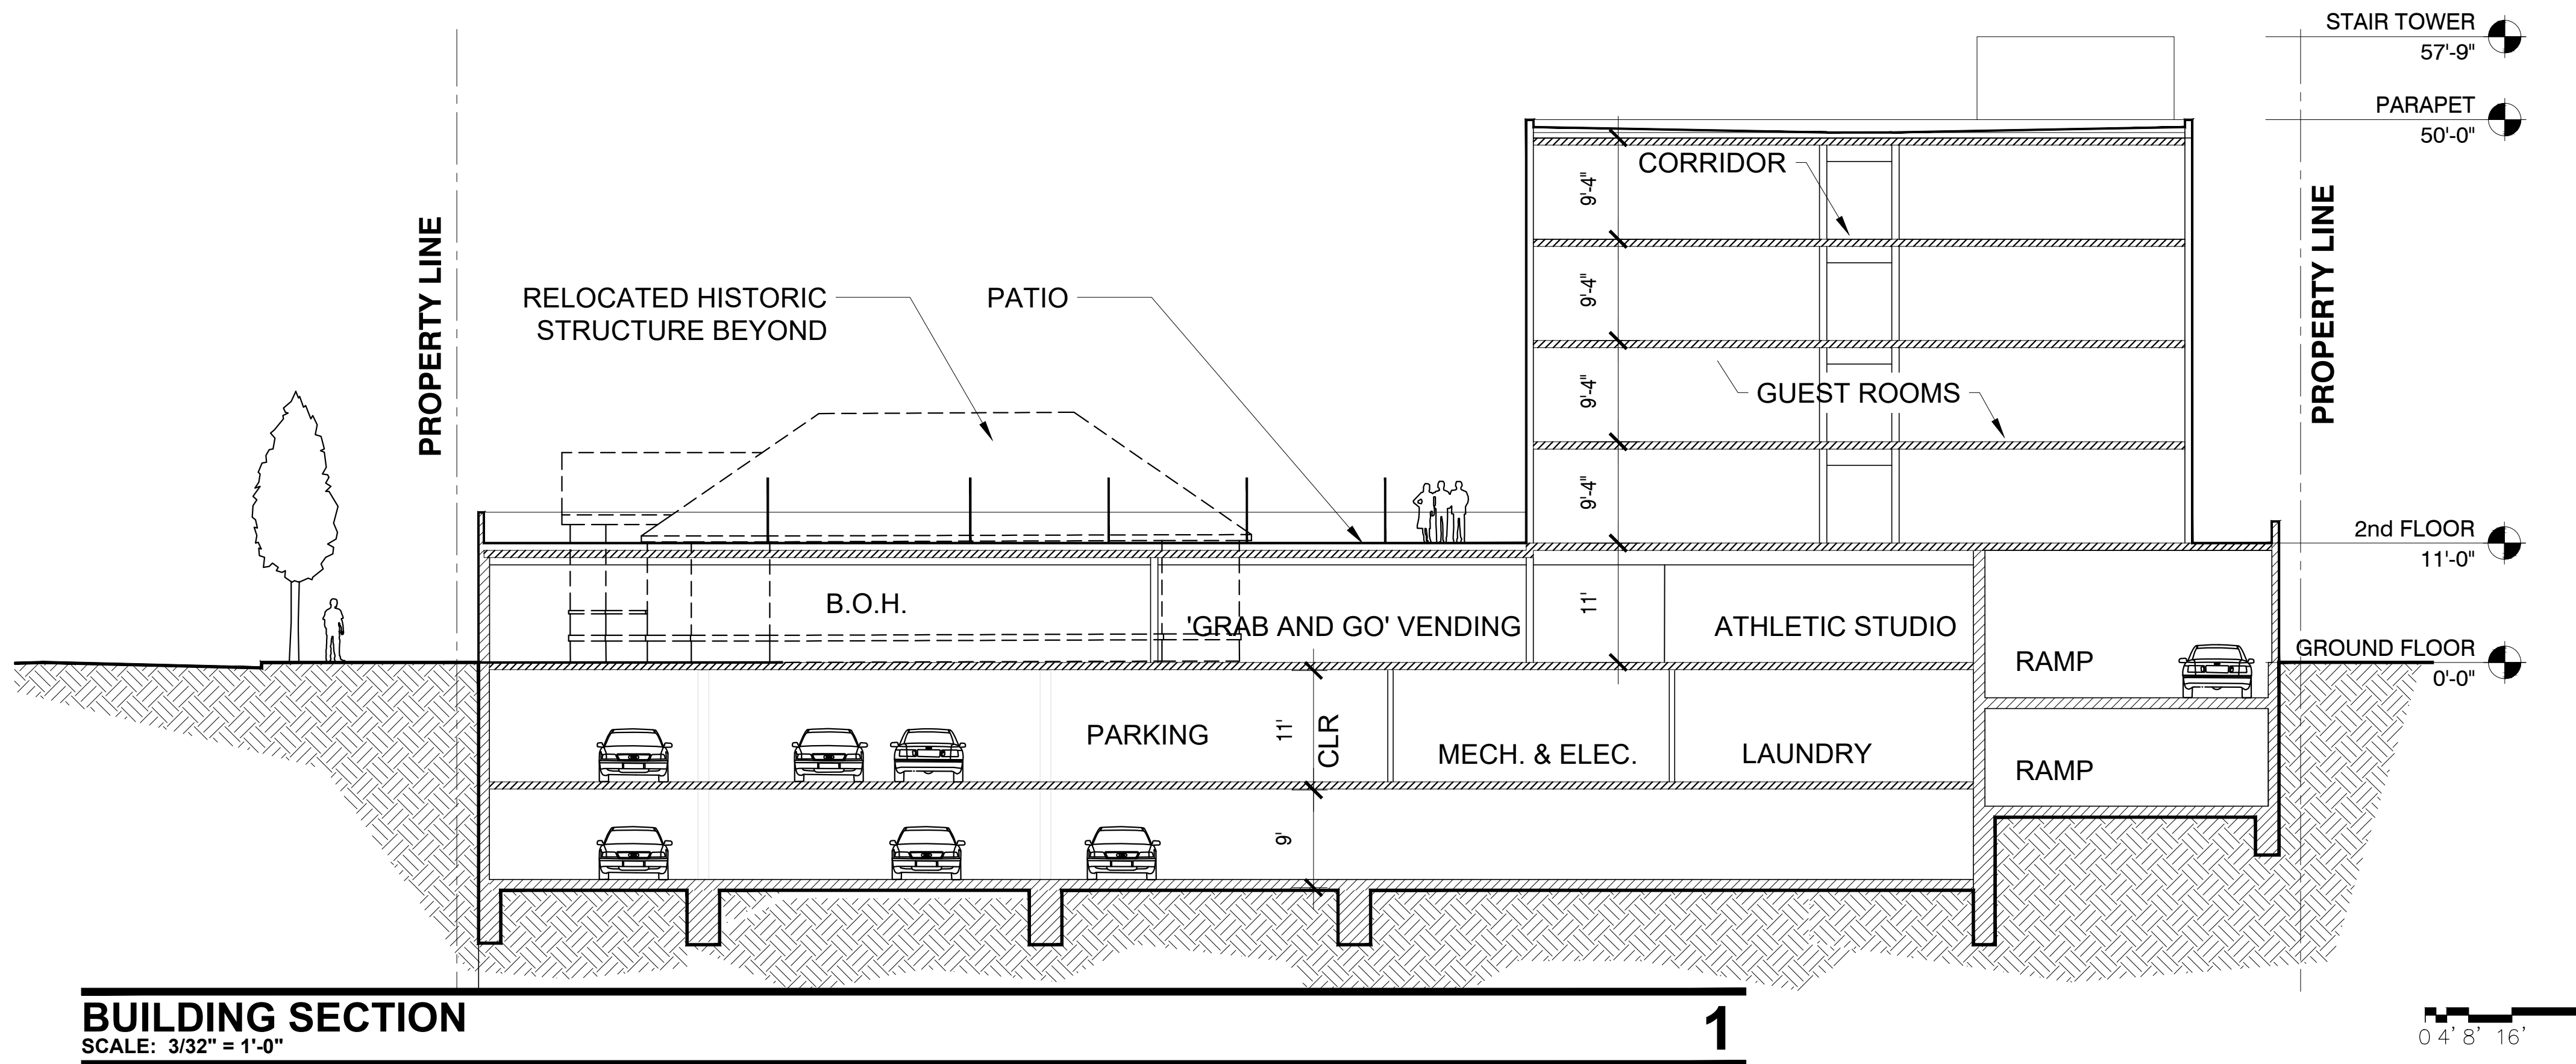 STAIR TOWER
57'-9"
PARAPET
50'-0"
CORRIDOR
9'-4"
PROPERTY LINE
PROPERTY LINE
RELOCATED HISTORIC
STRUCTURE BEYOND
PATIO
9'-4"
9'-4"
GUEST ROOMS
9'-4"
2nd FLOOR
11'-0"
B.O.H.
'GRAB AND GO' VENDING
11'
ATHLETIC STUDIO
RAMP
GROUND FLOOR
0'-0"
PARKING
11'
CLR
MECH. & ELEC.
LAUNDRY
RAMP
9'
BUILDING SECTION
1
SCALE: 3/32" = 1'-0"
0 4' 8' 16'